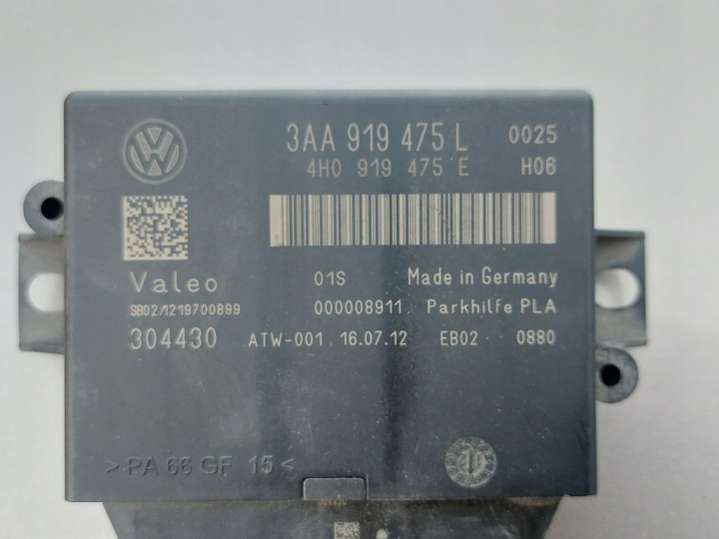 3AA 919 475 L 0025
4H0 919 475 E H06
Valeo 01S Made in Germany
SB02/1219700899 000008911 Parkhilfe PLA
304430 ATW-001 16.07.12 EB02 0880
>PA 66 GF 15<